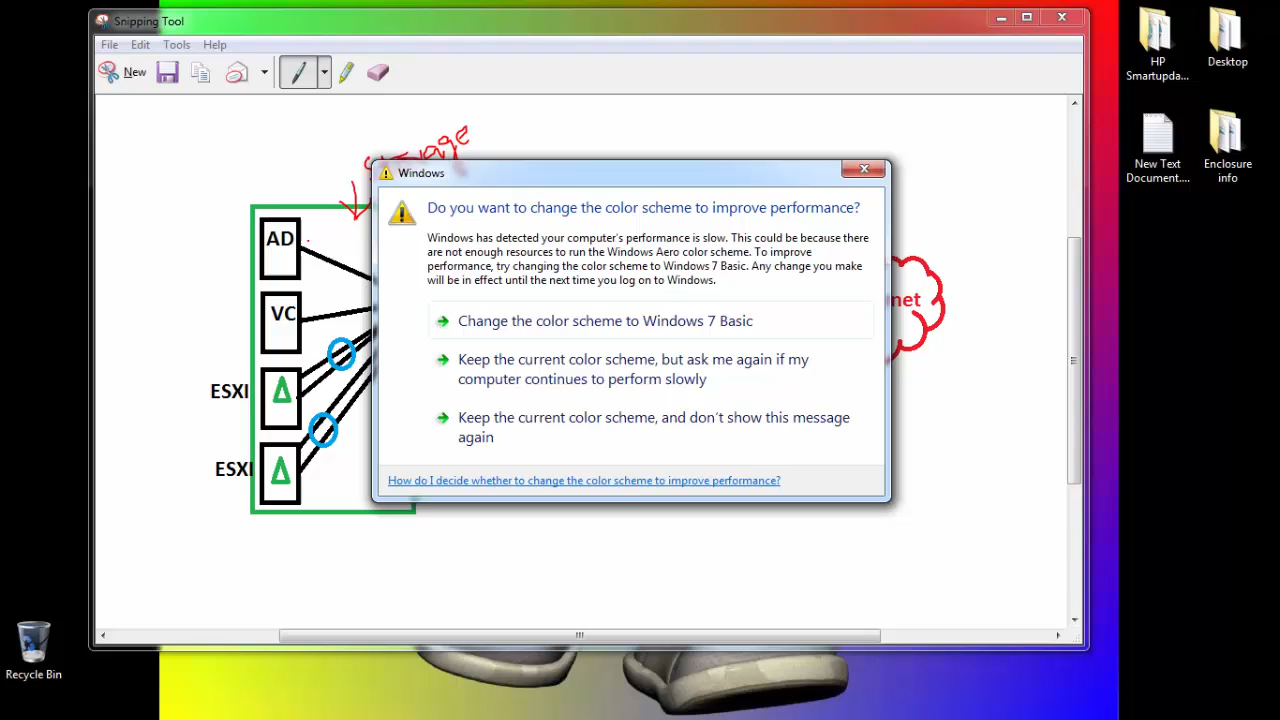 Snipping Tool
File Edit Tools Help
New
HP
Smartupda...
Desktop
New Text
Document....
Enclosure
info
Windows
Do you want to change the color scheme to improve performance?
Windows has detected your computer's performance is slow. This could be because there
are not enough resources to run the Windows Aero color scheme. To improve
performance, try changing the color scheme to Windows 7 Basic. Any change you make
will be in effect until the next time you log on to Windows.
Change the color scheme to Windows 7 Basic
Keep the current color scheme, but ask me again if my
computer continues to perform slowly
Keep the current color scheme, and don't show this message
again
How do I decide whether to change the color scheme to improve performance?
AD
VC
ESXI
ESXI
net
Recycle Bin